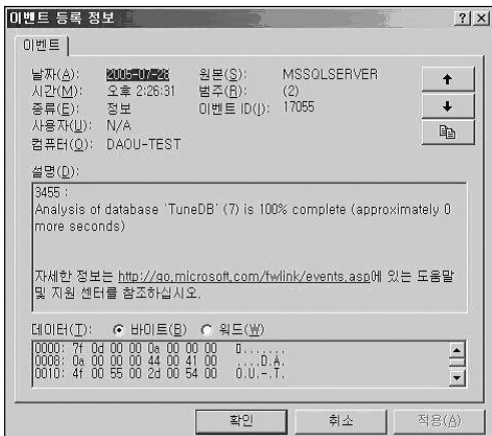 이벤트 등록 정보
이벤트
날짜(A): 2005-07-28 원본(S): MSSQLSERVER
시간(M): 오후 2:26:31 범주(R): (2)
종류(E): 정보 이벤트 ID(I): 17055
사용자(U): N/A
컴퓨터(O): DAOU-TEST
설명(D):
3455 :
Analysis of database 'TuneDB' (7) is 100% complete (approximately 0
more seconds)
자세한 정보는 http://go.microsoft.com/fwlink/events.asp에 있는 도움말
및 지원 센터를 참조하십시오.
데이터(T): 바이트(B) 워드(W)
0000: 7f 0d 00 00 0a 00 00 00 .......
0008: 0a 00 00 00 44 00 41 00 ....D.A.
0010: 4f 00 55 00 2d 00 54 00 O.U.-.T.
확인 취소 적용(A)